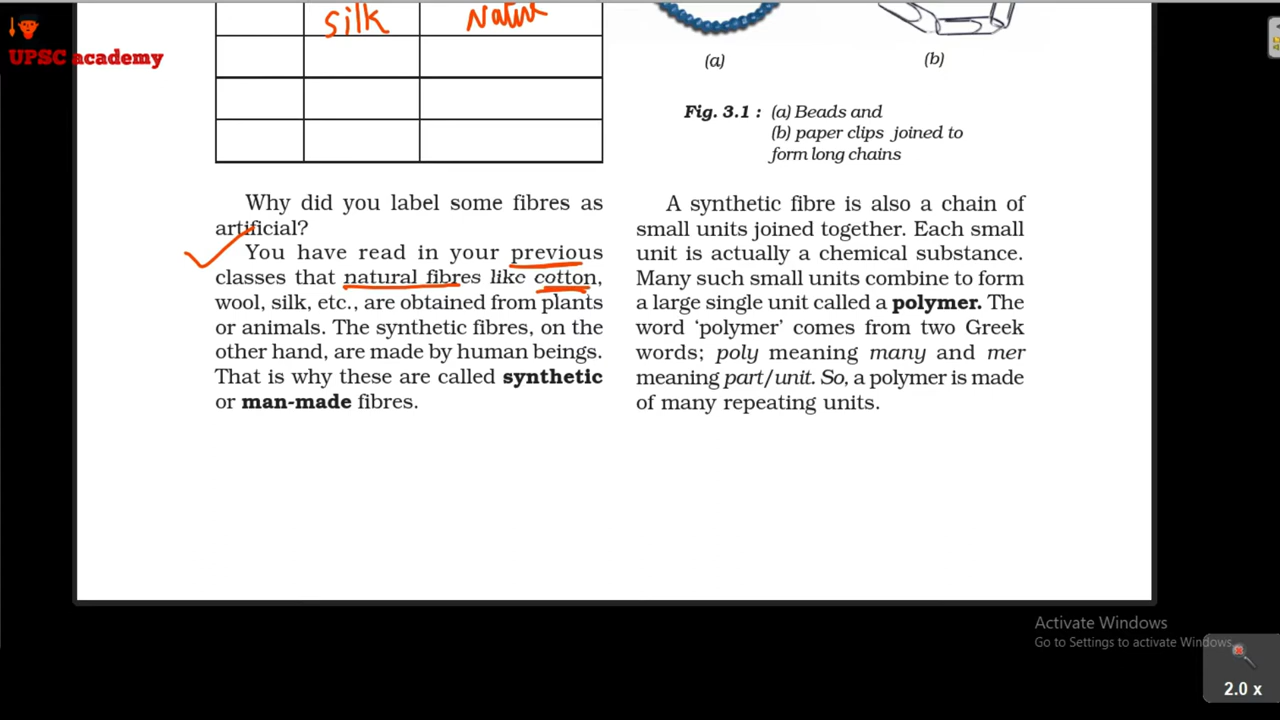 UPSC academy
silk Nature
Why did you label some fibres as
artificial?
You have read in your previous
classes that natural fibres like cotton,
wool, silk, etc., are obtained from plants
or animals. The synthetic fibres, on the
other hand, are made by human beings.
That is why these are called synthetic
or man-made fibres.
(a) (b)
Fig. 3.1 : (a) Beads and
(b) paper clips joined to
form long chains
A synthetic fibre is also a chain of
small units joined together. Each small
unit is actually a chemical substance.
Many such small units combine to form
a large single unit called a polymer. The
word ‘polymer’ comes from two Greek
words; poly meaning many and mer
meaning part/unit. So, a polymer is made
of many repeating units.
Activate Windows
Go to Settings to activate Windows.
2.0 x